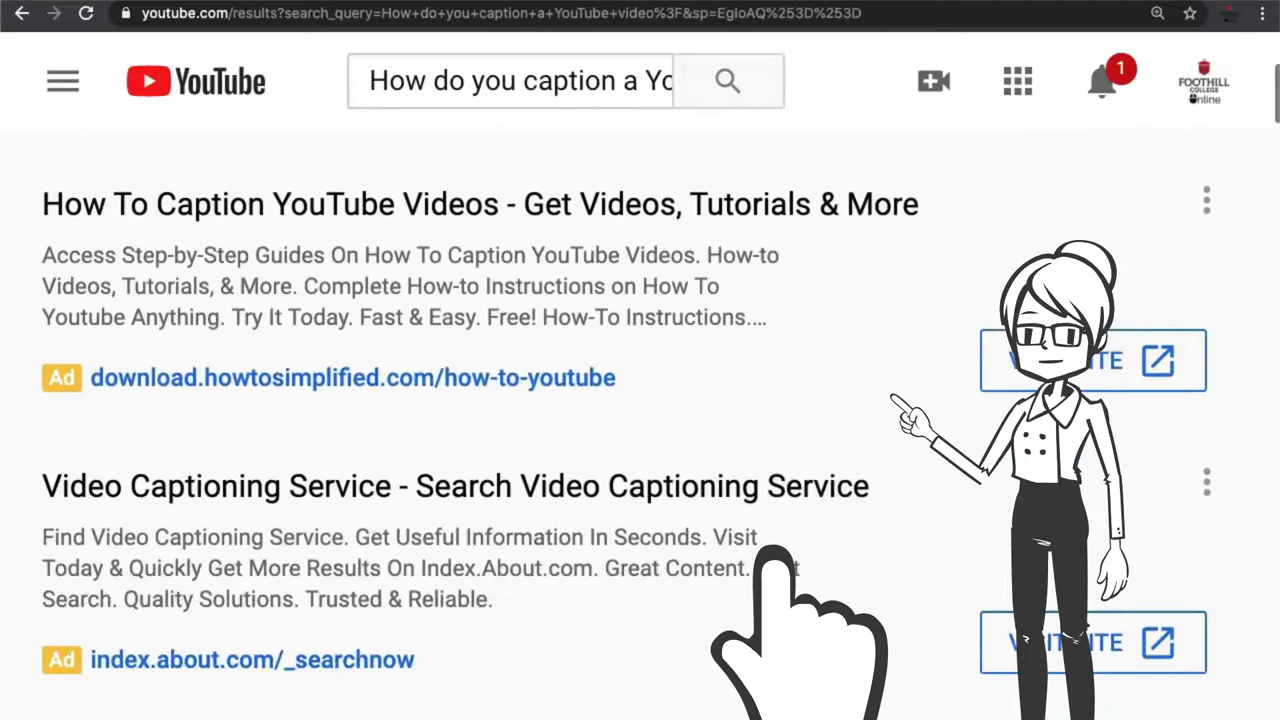 youtube.com/results?search_query=How+do+you+caption+a+YouTube+video%3F&sp=EgIoAQ%253D%253D
YouTube
How do you caption a Yo
1
FOOTHILL
COLLEGE
Online
How To Caption YouTube Videos - Get Videos, Tutorials & More
Access Step-by-Step Guides On How To Caption YouTube Videos. How-to
Videos, Tutorials, & More. Complete How-to Instructions on How To
Youtube Anything. Try It Today. Fast & Easy. Free! How-To Instructions....
Ad download.howtosimplified.com/how-to-youtube
Video Captioning Service - Search Video Captioning Service
Find Video Captioning Service. Get Useful Information In Seconds. Visit
Today & Quickly Get More Results On Index.About.com. Great Content.
Search. Quality Solutions. Trusted & Reliable.
Ad index.about.com/_searchnow